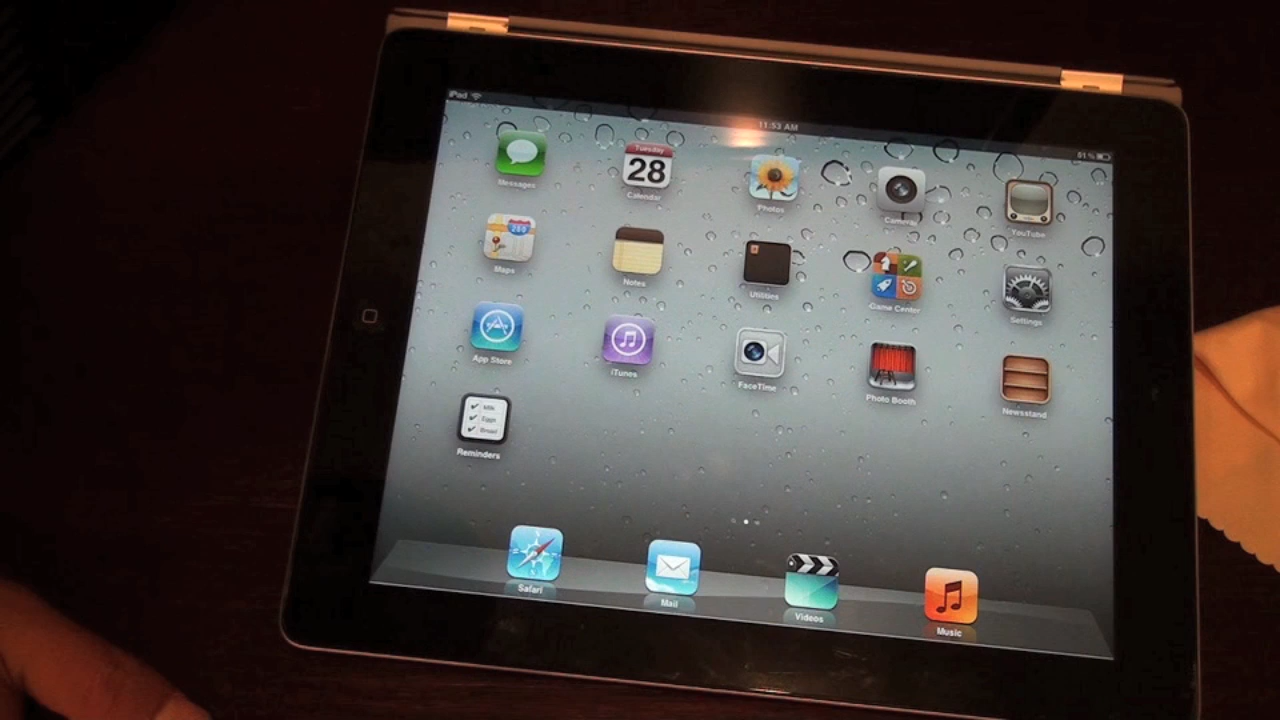 iPad
11:53 AM
51%
Messages
Tuesday
28
Calendar
Photos
Camera
YouTube
280
Maps
Notes
Utilities
Game Center
Settings
App Store
iTunes
FaceTime
Photo Booth
Newsstand
Milk
Eggs
Bread
Reminders
Safari
Mail
Videos
Music